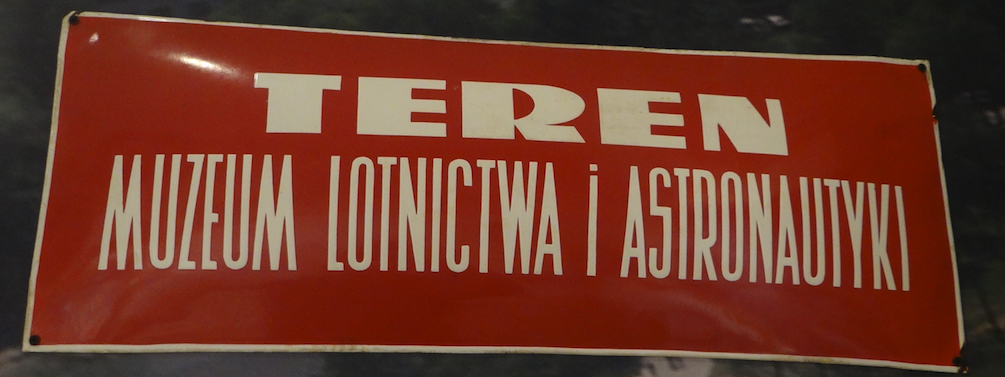 TEREN
MUZEUM LOTNICTWA i ASTRONAUTYKI